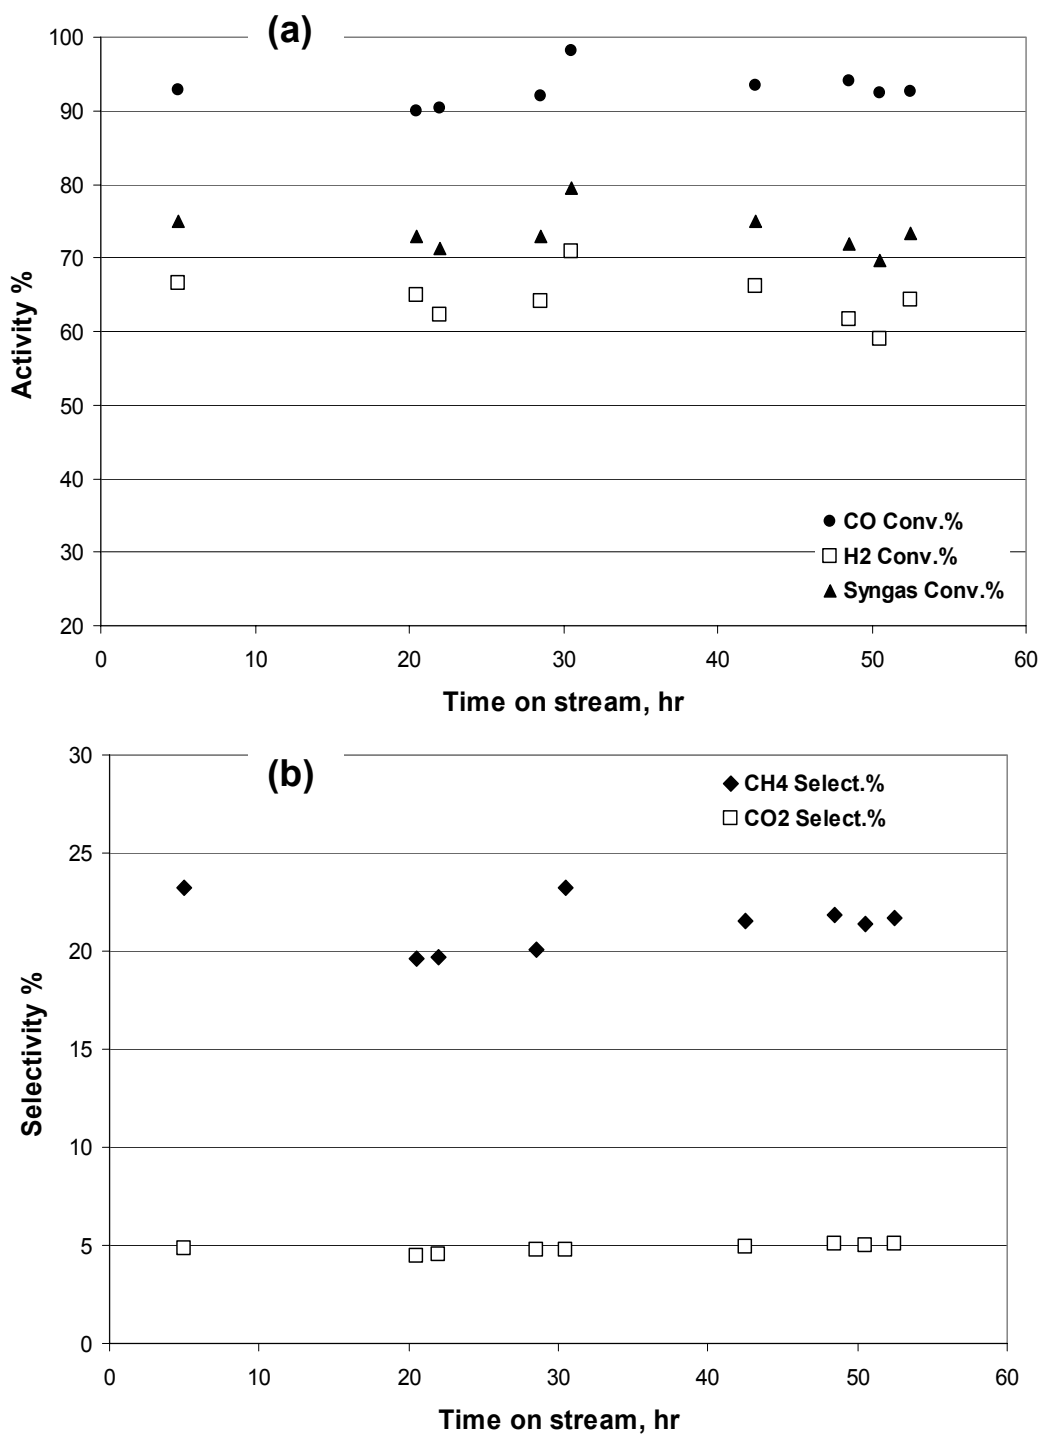 (a)
100
90
80
70
60
50
40
30
20
Activity %
CO Conv.%
H2 Conv.%
Syngas Conv.%
0 10 20 30 40 50 60
Time on stream, hr
(b)
30
25
20
15
10
5
0
Selectivity %
CH4 Select.%
CO2 Select.%
0 10 20 30 40 50 60
Time on stream, hr